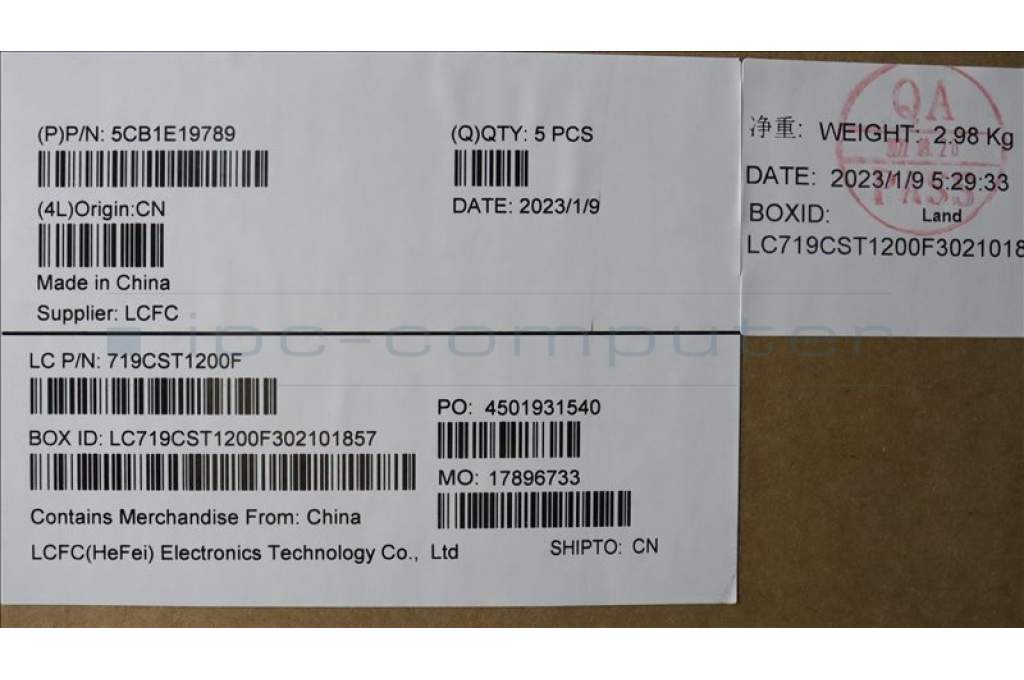 (P)P/N: 5CB1E19789
(Q)QTY: 5 PCS
(4L)Origin:CN
DATE: 2023/1/9
Made in China
Supplier: LCFC
净重: WEIGHT: 2.98 Kg
DATE: 2023/1/9 5:29:33
BOXID: Land
LC719CST1200F3021018
QA
PASS
ipc-computer
LC P/N: 719CST1200F
PO: 4501931540
BOX ID: LC719CST1200F302101857
MO: 17896733
Contains Merchandise From: China
LCFC(HeFei) Electronics Technology Co., Ltd
SHIPTO: CN